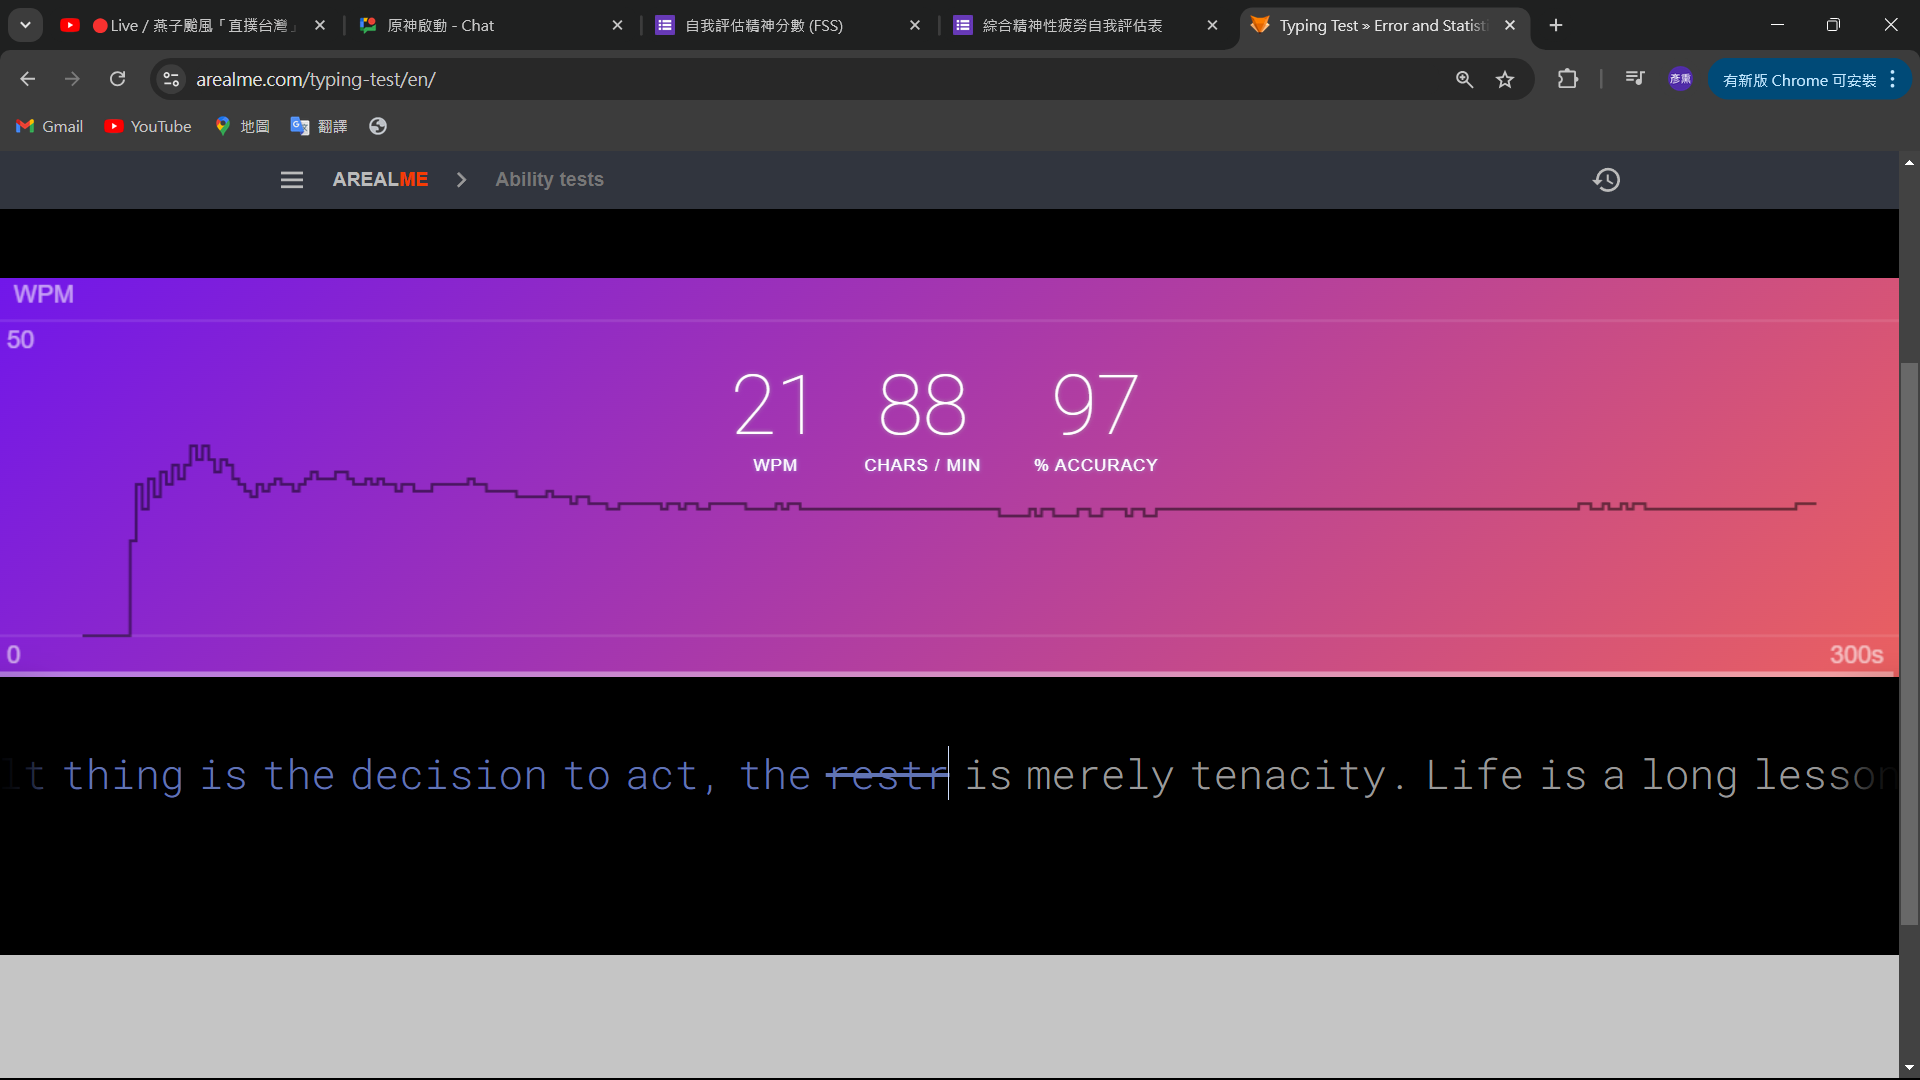 Live / 燕子颱風「直撲台灣」
原神啟動 - Chat
自我評估精神分數 (FSS)
綜合精神性疲勞自我評估表
Typing Test » Error and Statisti
arealme.com/typing-test/en/
彥熏
有新版 Chrome 可安裝
Gmail
YouTube
地圖
翻譯
AREALME
Ability tests
WPM
50
21
88
97
WPM
CHARS / MIN
% ACCURACY
0
300s
lt thing is the decision to act, the restr is merely tenacity. Life is a long lesson